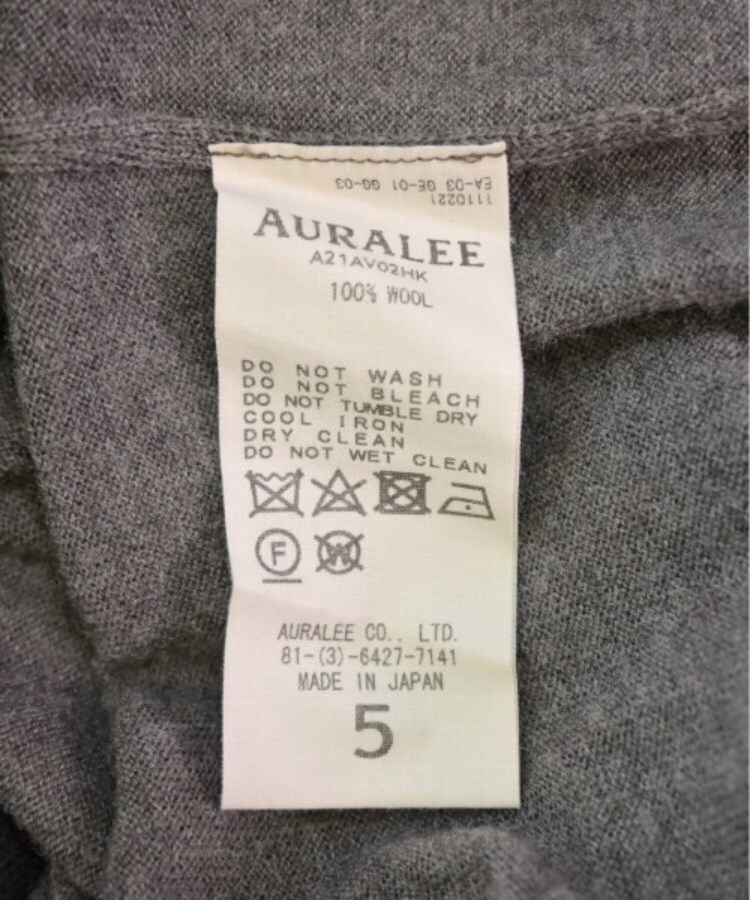 1110221
EA-03 GE-01 GG-03
AURALEE
A21AV02HK
100% WOOL
DO NOT WASH
DO NOT BLEACH
DO NOT TUMBLE DRY
COOL IRON
DRY CLEAN
DO NOT WET CLEAN
F W
AURALEE CO., LTD.
81-(3)-6427-7141
MADE IN JAPAN
5